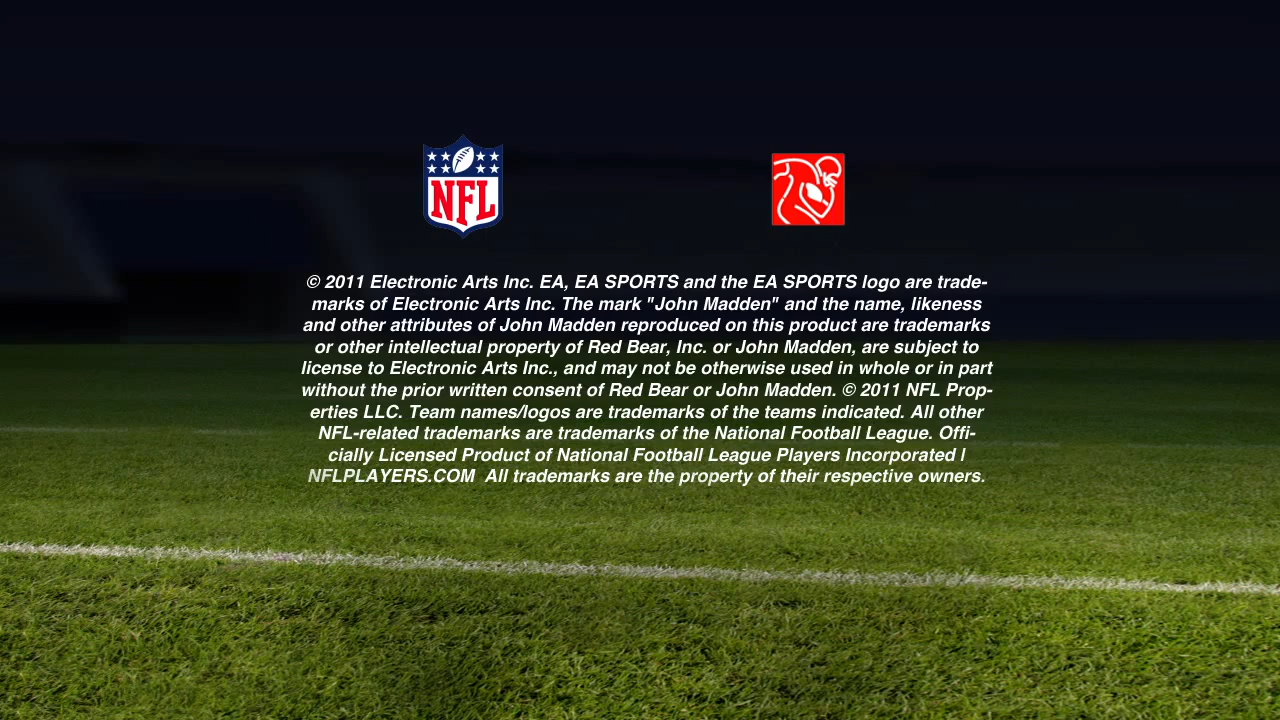 NFL
© 2011 Electronic Arts Inc. EA, EA SPORTS and the EA SPORTS logo are trade-
marks of Electronic Arts Inc. The mark "John Madden" and the name, likeness
and other attributes of John Madden reproduced on this product are trademarks
or other intellectual property of Red Bear, Inc. or John Madden, are subject to
license to Electronic Arts Inc., and may not be otherwise used in whole or in part
without the prior written consent of Red Bear or John Madden. © 2011 NFL Prop-
erties LLC. Team names/logos are trademarks of the teams indicated. All other
NFL-related trademarks are trademarks of the National Football League. Offi-
cially Licensed Product of National Football League Players Incorporated |
NFLPLAYERS.COM  All trademarks are the property of their respective owners.